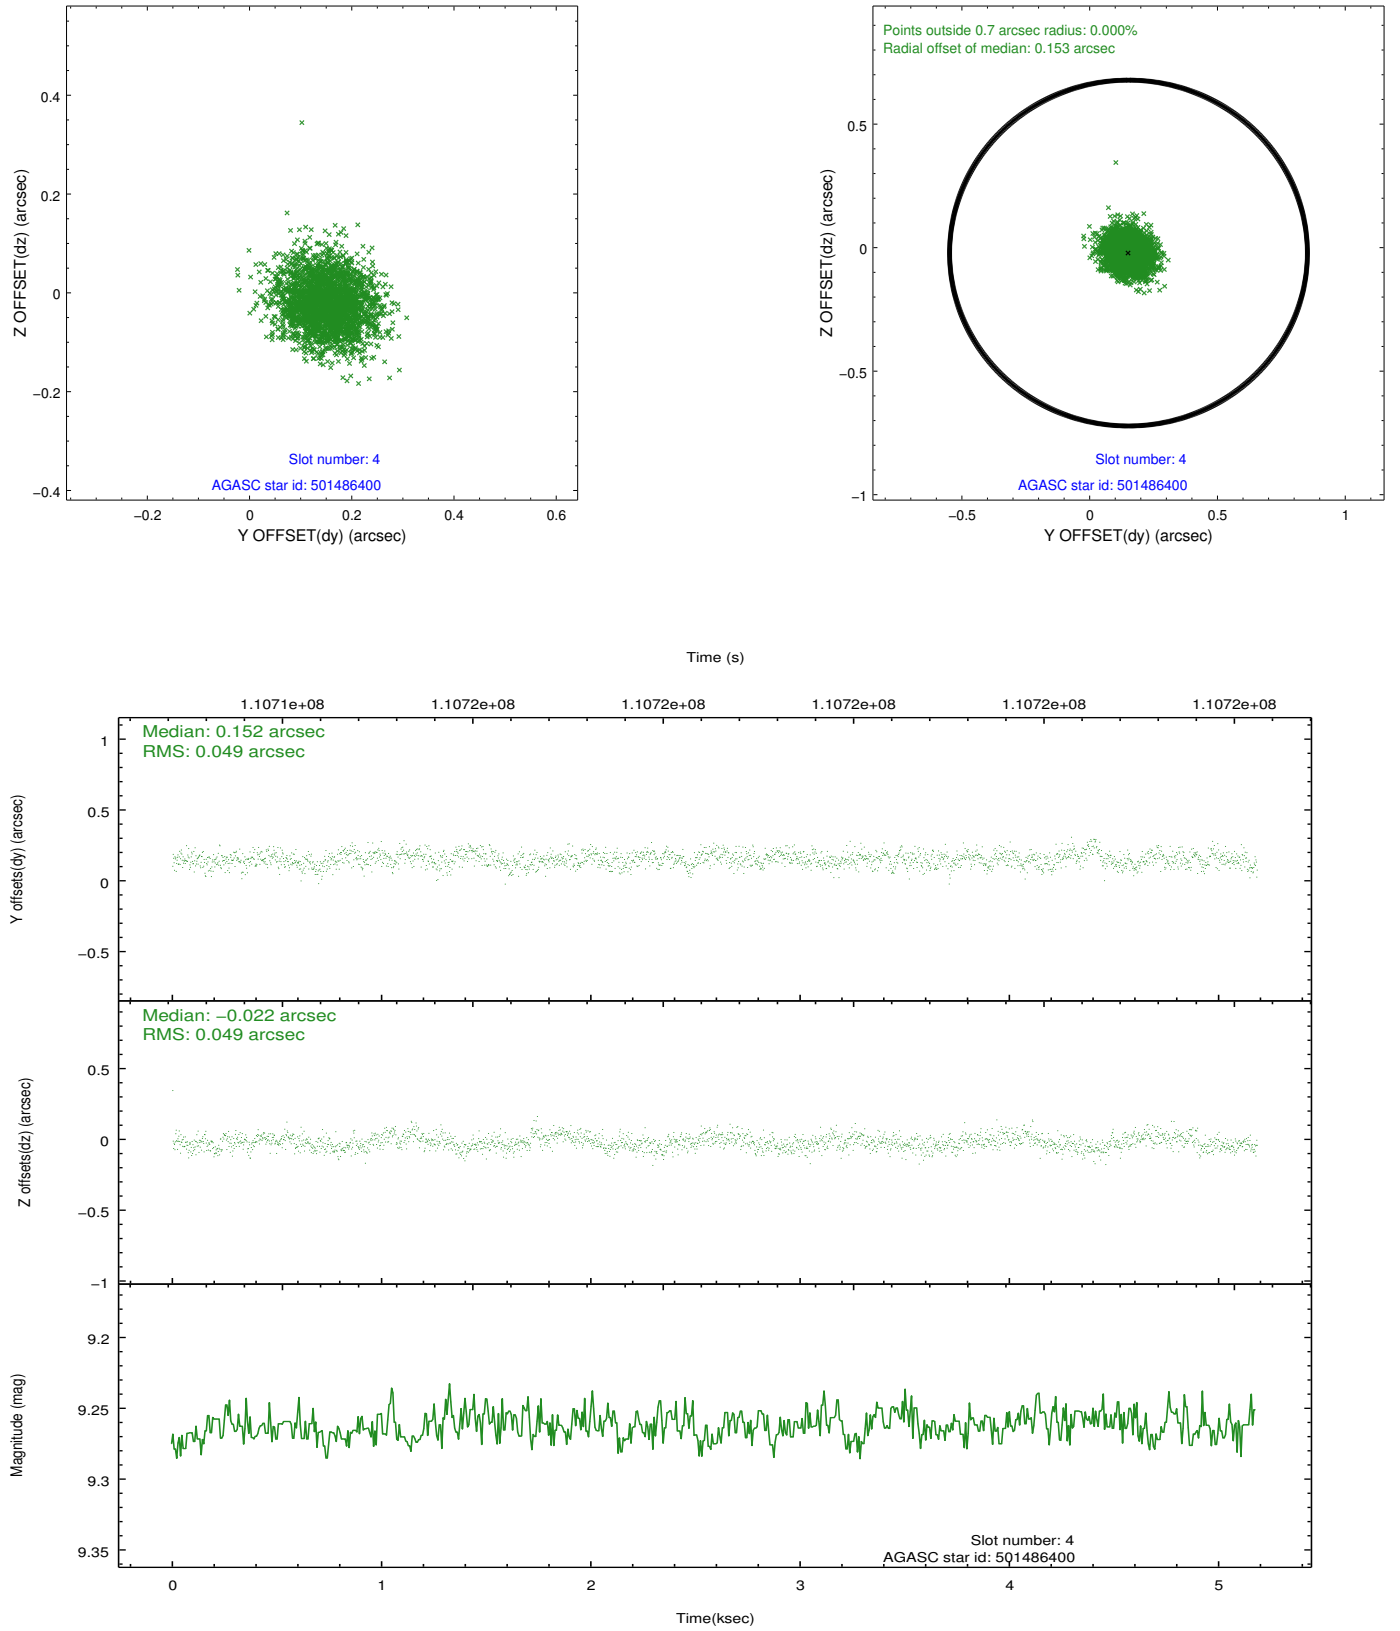 0.4
0.2
0
−0.2
−0.4
Z OFFSET(dz) (arcsec)
Slot number: 4
AGASC star id: 501486400
−0.2
0
0.2
0.4
0.6
Y OFFSET(dy) (arcsec)
Points outside 0.7 arcsec radius: 0.000%
Radial offset of median: 0.153 arcsec
0.5
0
−0.5
−1
Z OFFSET(dz) (arcsec)
Slot number: 4
AGASC star id: 501486400
−0.5
0
0.5
1
Y OFFSET(dy) (arcsec)
Time (s)
1.1071e+08
1.1072e+08
1.1072e+08
1.1072e+08
1.1072e+08
1.1072e+08
Median: 0.152 arcsec
RMS: 0.049 arcsec
1
0.5
0
−0.5
Y offsets(dy) (arcsec)
Median: −0.022 arcsec
RMS: 0.049 arcsec
0.5
0
−0.5
−1
Z offsets(dz) (arcsec)
9.2
9.25
9.3
9.35
Magnitude (mag)
Slot number: 4
AGASC star id: 501486400
0
1
2
3
4
5
Time(ksec)